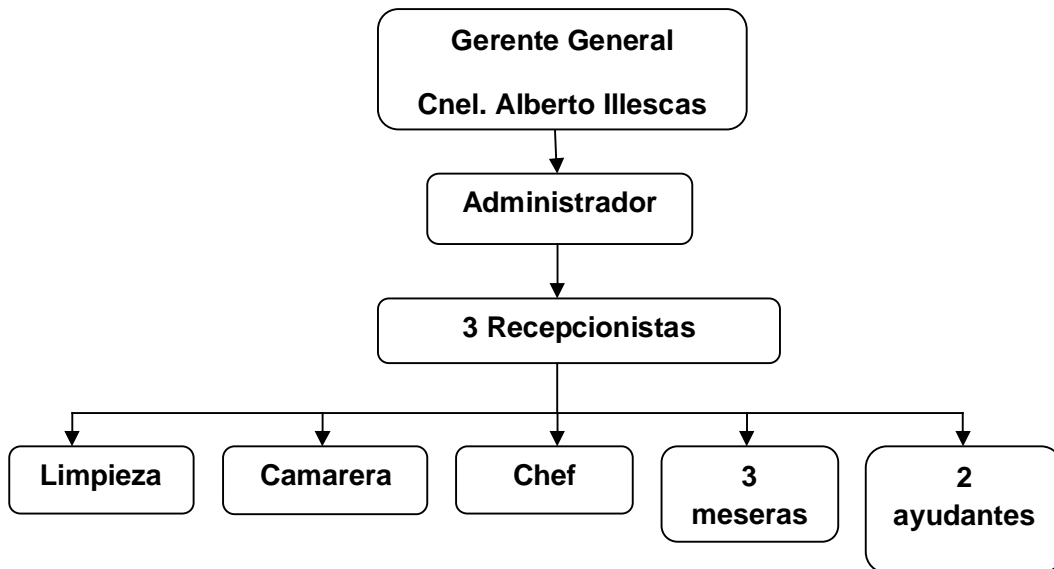 Gerente General
Cnel. Alberto Illescas
Administrador
3 Recepcionistas
Limpieza
Camarera
Chef
3
meseras
2
ayudantes